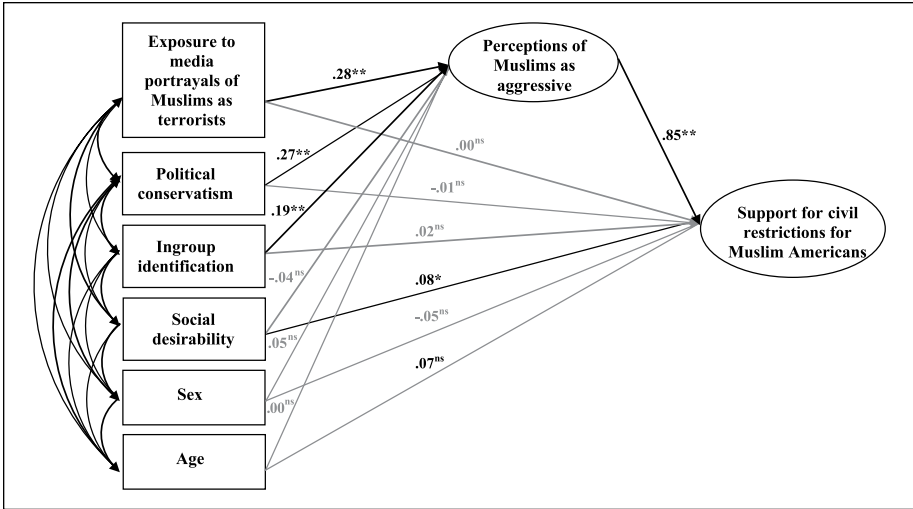 Exposure to
media
portrayals of
Muslims as
terrorists
Political
conservatism
Ingroup
identification
Social
desirability
Sex
Age
Perceptions of
Muslims as
aggressive
Support for civil
restrictions for
Muslim Americans
.28**
.27**
.19**
-.04ns
.05ns
.00ns
.85**
.00ns
-.01ns
.02ns
.08*
-.05ns
.07ns